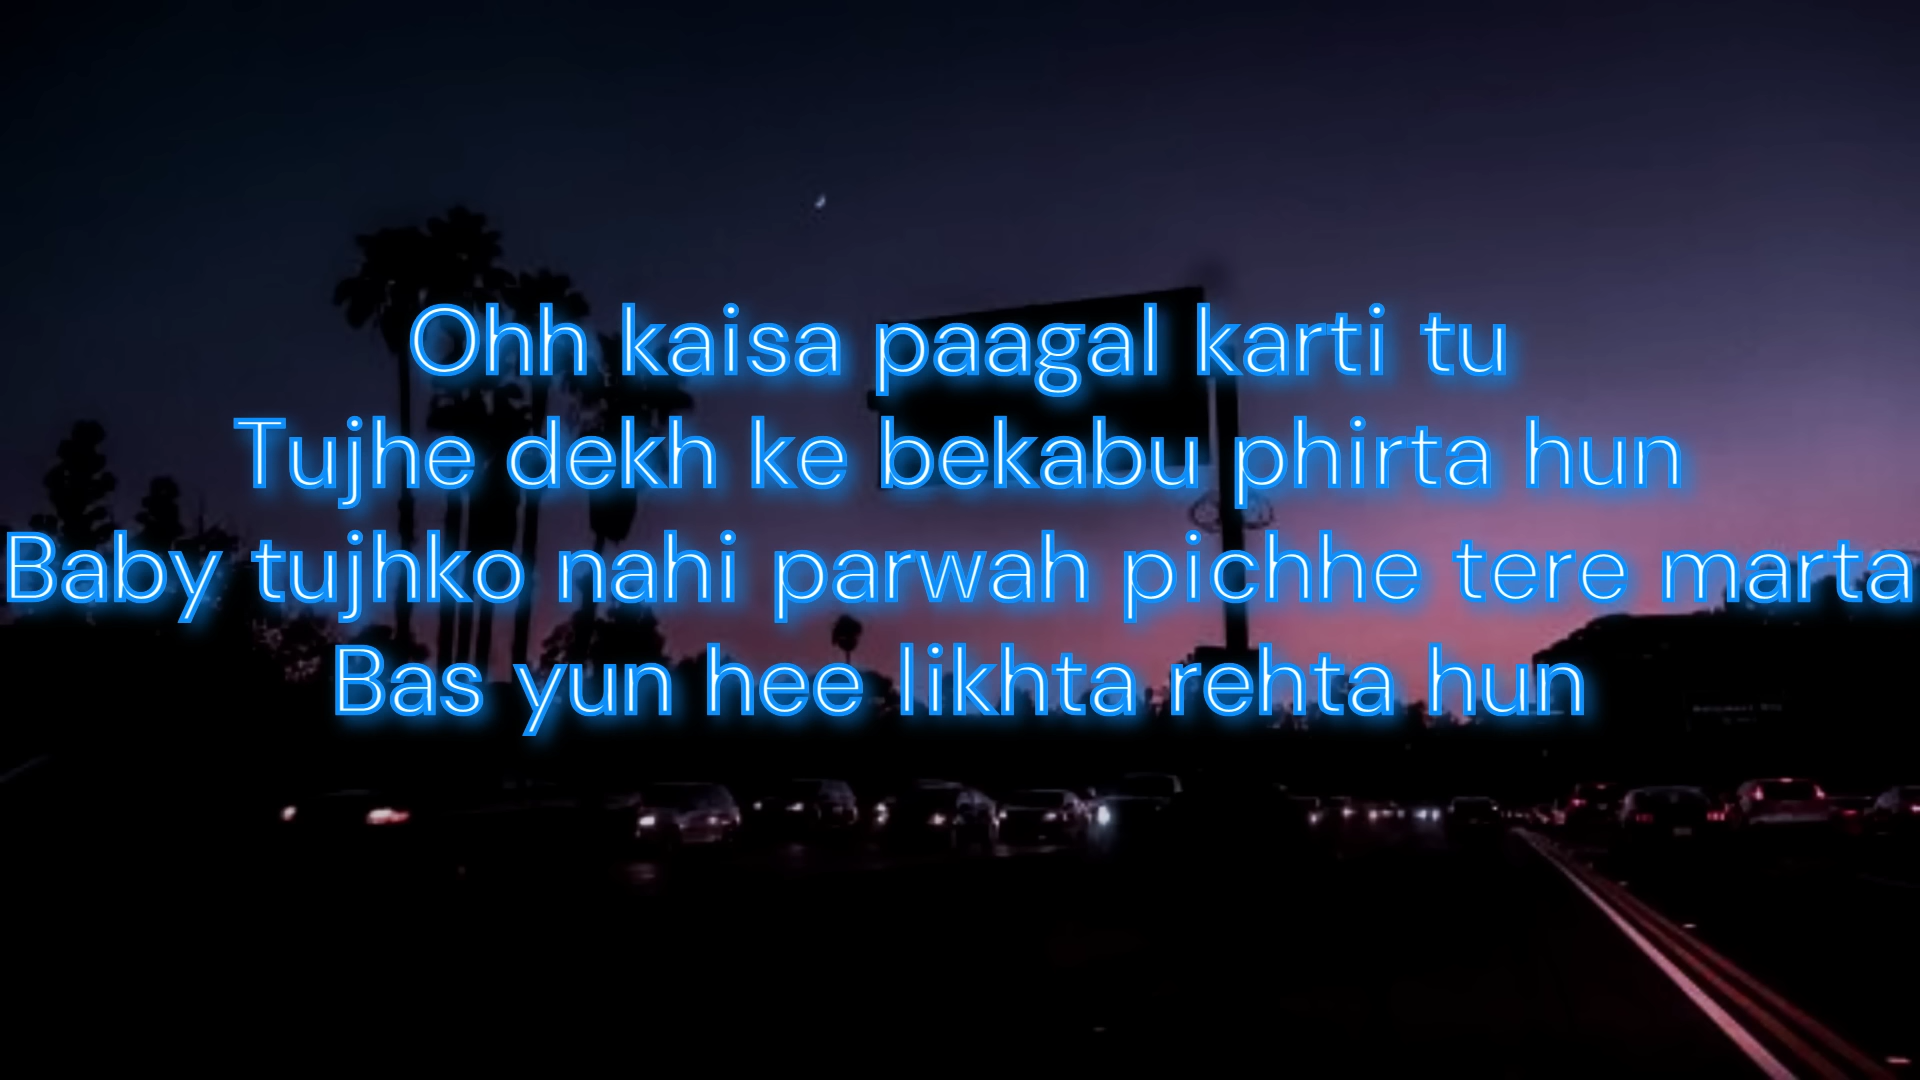 Ohh kaisa paagal karti tu
Tujhe dekh ke bekabu phirta hun
Baby tujhko nahi parwah pichhe tere marta
Bas yun hee likhta rehta hun